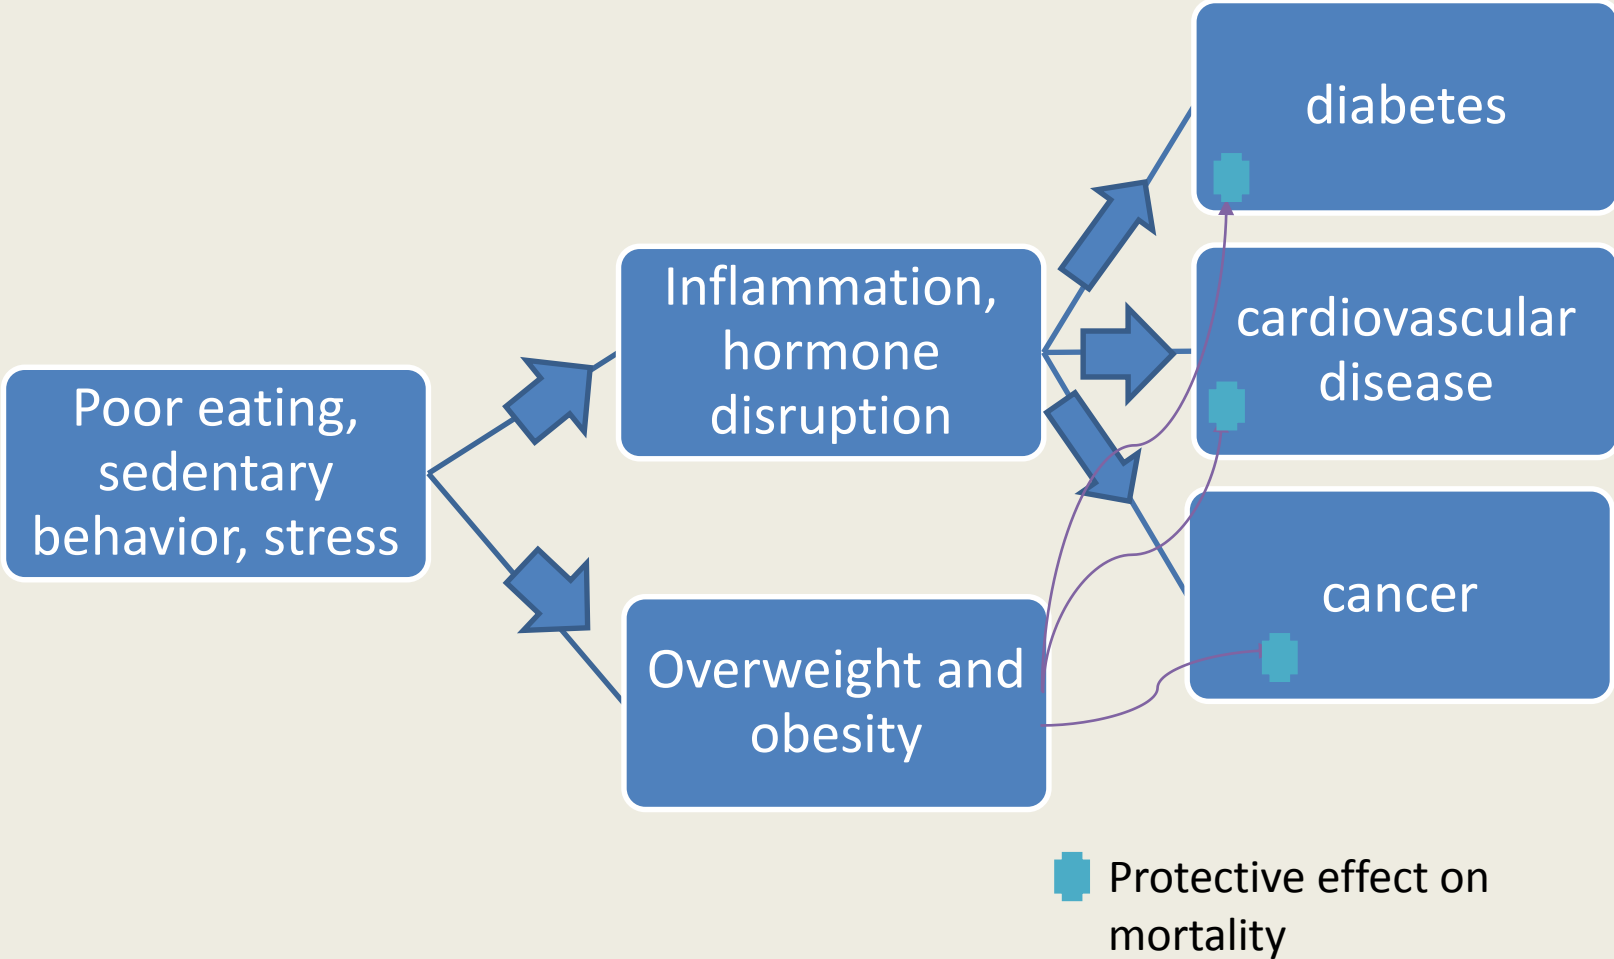 Poor eating,
sedentary
behavior, stress
Inflammation,
hormone
disruption
Overweight and
obesity
diabetes
cardiovascular
disease
cancer
Protective effect on
mortality